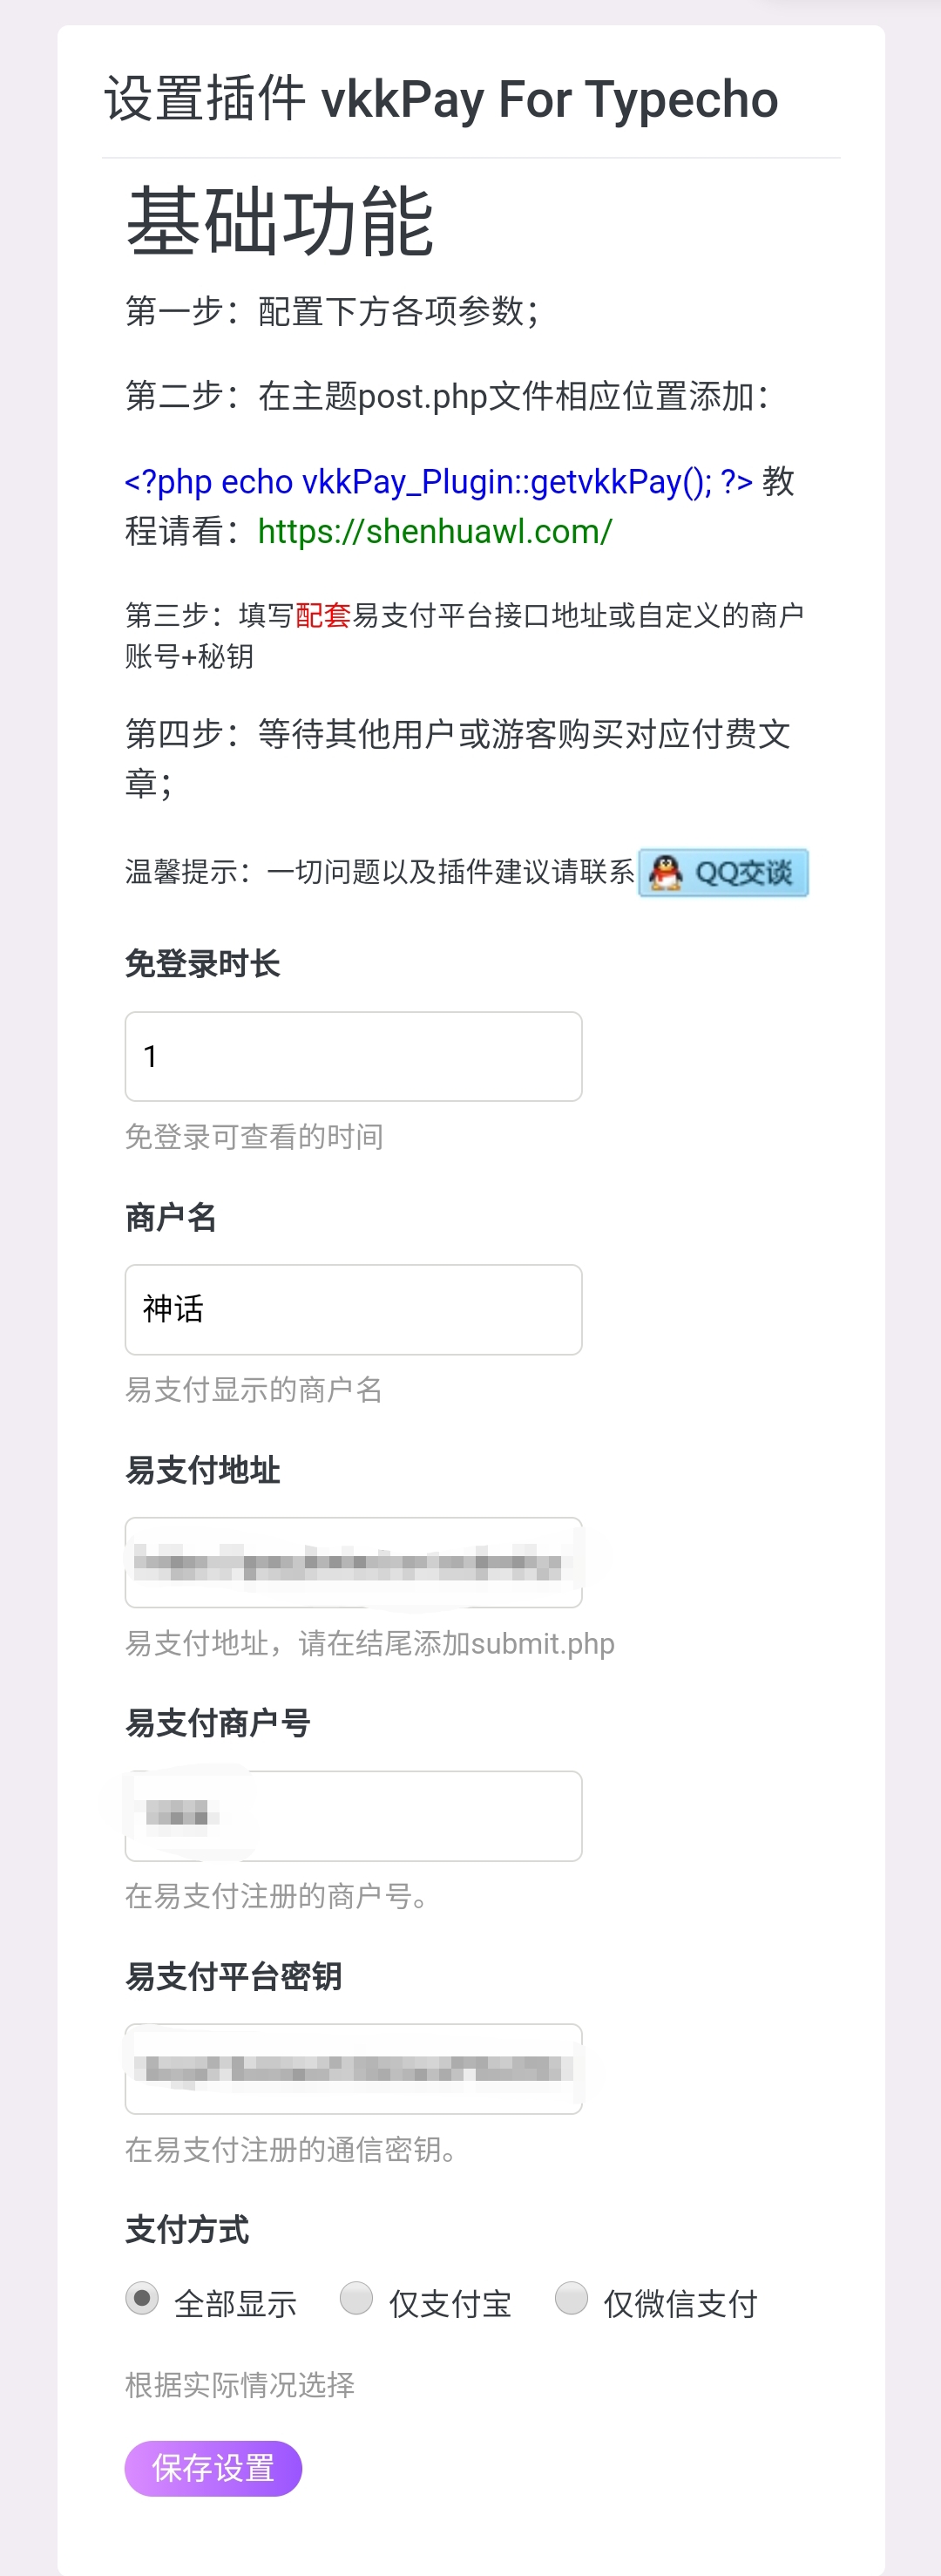 设置插件 vkkPay For Typecho
基础功能
第一步：配置下方各项参数；
第二步：在主题post.php文件相应位置添加：
<?php echo vkkPay_Plugin::getvkkPay(); ?> 教
程请看：https://shenhuawl.com/
第三步：填写配套易支付平台接口地址或自定义的商户
账号+秘钥
第四步：等待其他用户或游客购买对应付费文
章；
温馨提示：一切问题以及插件建议请联系 QQ交谈
免登录时长
1
免登录可查看的时间
商户名
神话
易支付显示的商户名
易支付地址
易支付地址，请在结尾添加submit.php
易支付商户号
在易支付注册的商户号。
易支付平台密钥
在易支付注册的通信密钥。
支付方式
全部显示 仅支付宝 仅微信支付
根据实际情况选择
保存设置